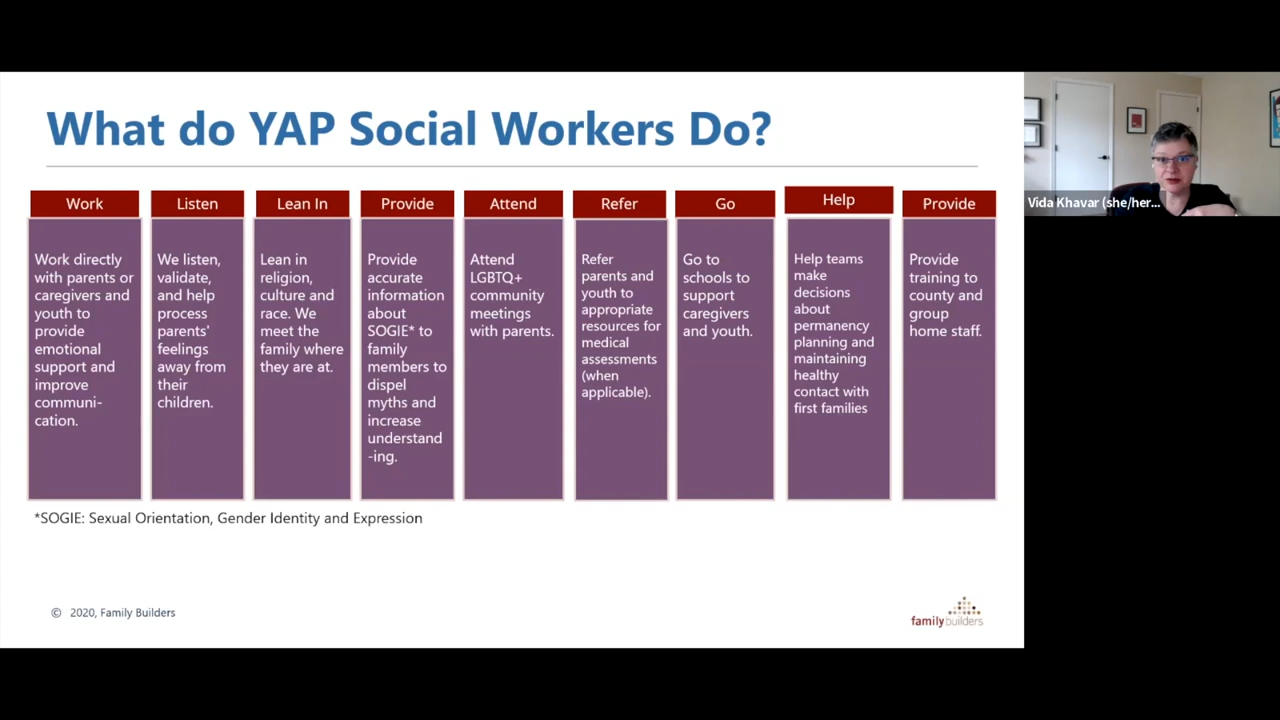 What do YAP Social Workers Do?
Work
Work directly
with parents or
caregivers and
youth to
provide
emotional
support and
improve
communi-
cation.
Listen
We listen,
validate,
and help
process
parents'
feelings
away from
their
children.
Lean In
Lean in
religion,
culture and
race. We
meet the
family where
they are at.
Provide
Provide
accurate
information
about
SOGIE* to
family
members to
dispel
myths and
increase
understand
-ing.
Attend
Attend
LGBTQ+
community
meetings
with parents.
Refer
Refer
parents and
youth to
appropriate
resources for
medical
assessments
(when
applicable).
Go
Go to
schools to
support
caregivers
and youth.
Help
Help teams
make
decisions
about
permanency
planning and
maintaining
healthy
contact with
first families
Provide
Provide
training to
county and
group
home staff.
*SOGIE: Sexual Orientation, Gender Identity and Expression
© 2020, Family Builders
familybuilders
Vida Khavar (she/her...